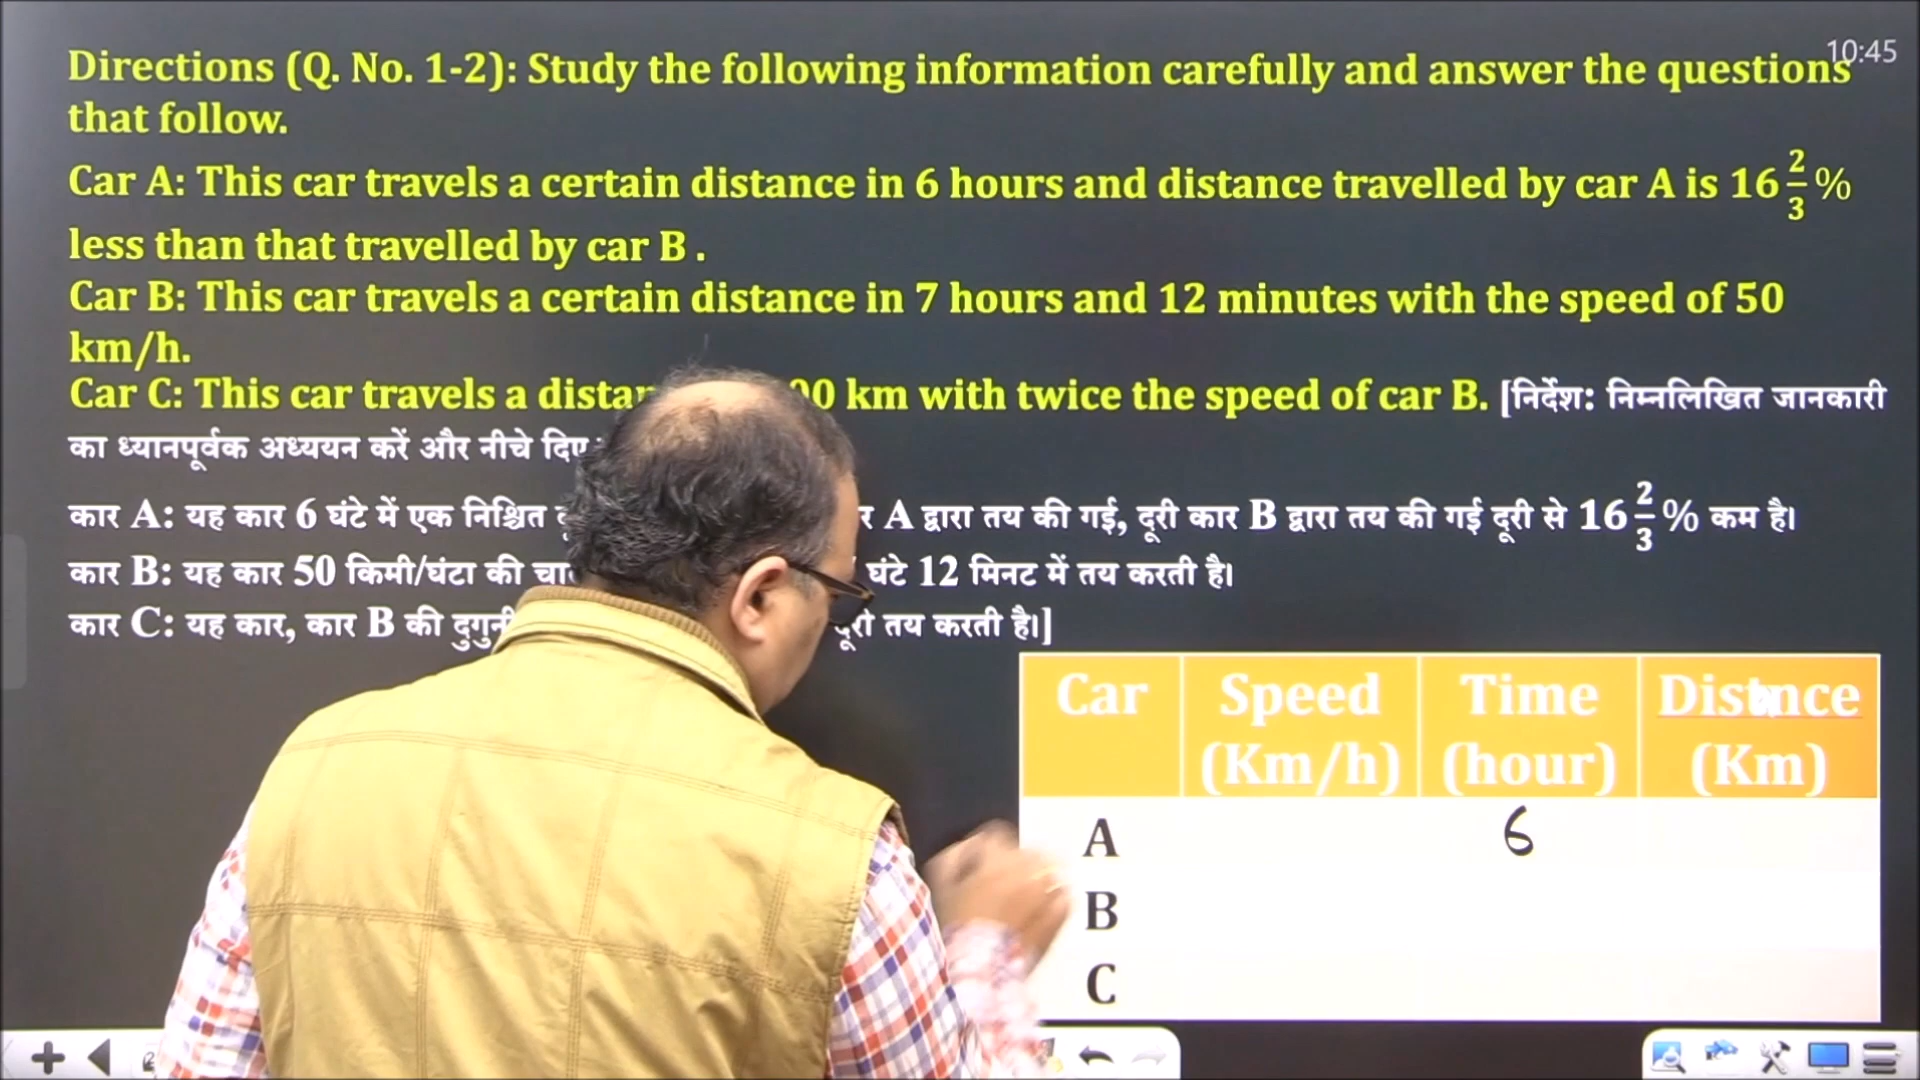 10:45
Directions (Q. No. 1-2): Study the following information carefully and answer the questions
that follow.
Car A: This car travels a certain distance in 6 hours and distance travelled by car A is 16 2/3 %
less than that travelled by car B .
Car B: This car travels a certain distance in 7 hours and 12 minutes with the speed of 50
km/h.
Car C: This car travels a km with twice the speed of car B. [निर्देश: निम्नलिखित जानकारी
का ध्यानपूर्वक अध्ययन करें और नीचे
कार A: यह कार 6 घंटे में एक निश्चित A द्वारा तय की गई, दूरी कार B द्वारा तय की गई दूरी से 16 2/3 % कम है।
कार B: यह कार 50 किमी/घंटा की घंटे 12 मिनट में तय करती है।
कार C: यह कार, कार B की तय करती है।]
Car Speed (Km/h) Time (hour) Distance (Km)
A 6
B
C